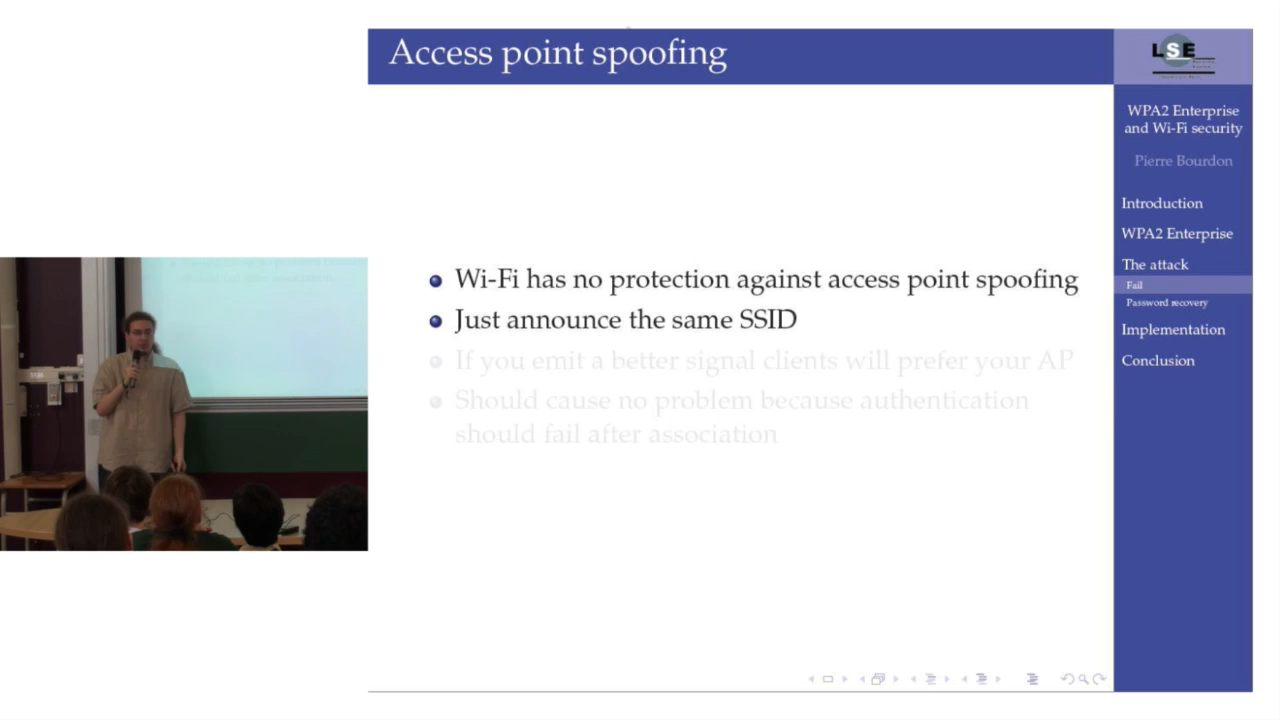 Access point spoofing
LSE
WPA2 Enterprise
and Wi-Fi security
Pierre Bourdon
Introduction
WPA2 Enterprise
The attack
Fail
Password recovery
Implementation
Conclusion
Wi-Fi has no protection against access point spoofing
Just announce the same SSID
If you emit a better signal clients will prefer your AP
Should cause no problem because authentication
should fail after association